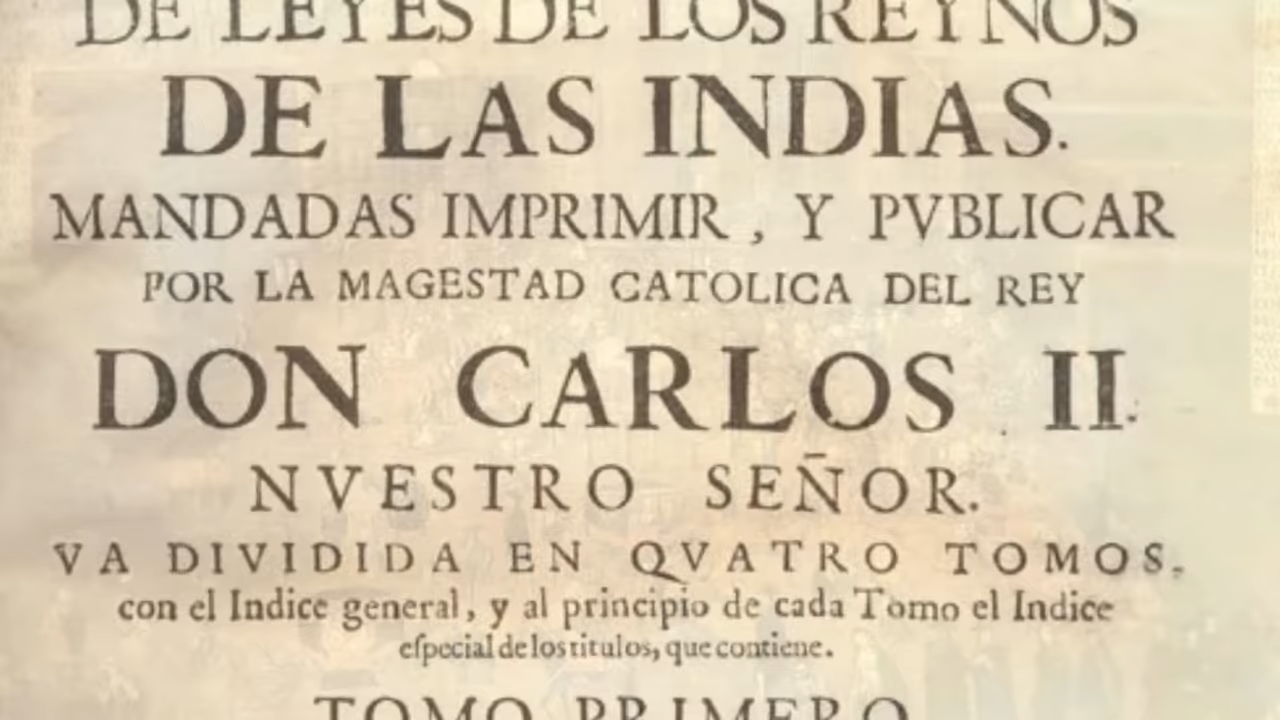 DE LEYES DE LOS REYNOS
DE LAS INDIAS.
MANDADAS IMPRIMIR, Y PVBLICAR
POR LA MAGESTAD CATOLICA DEL REY
DON CARLOS II.
NVESTRO SEÑOR.
VA DIVIDIDA EN QVATRO TOMOS,
con el Indice general, y al principio de cada Tomo el Indice
eſpecial de los titulos, que contiene.
TOMO PRIMERO